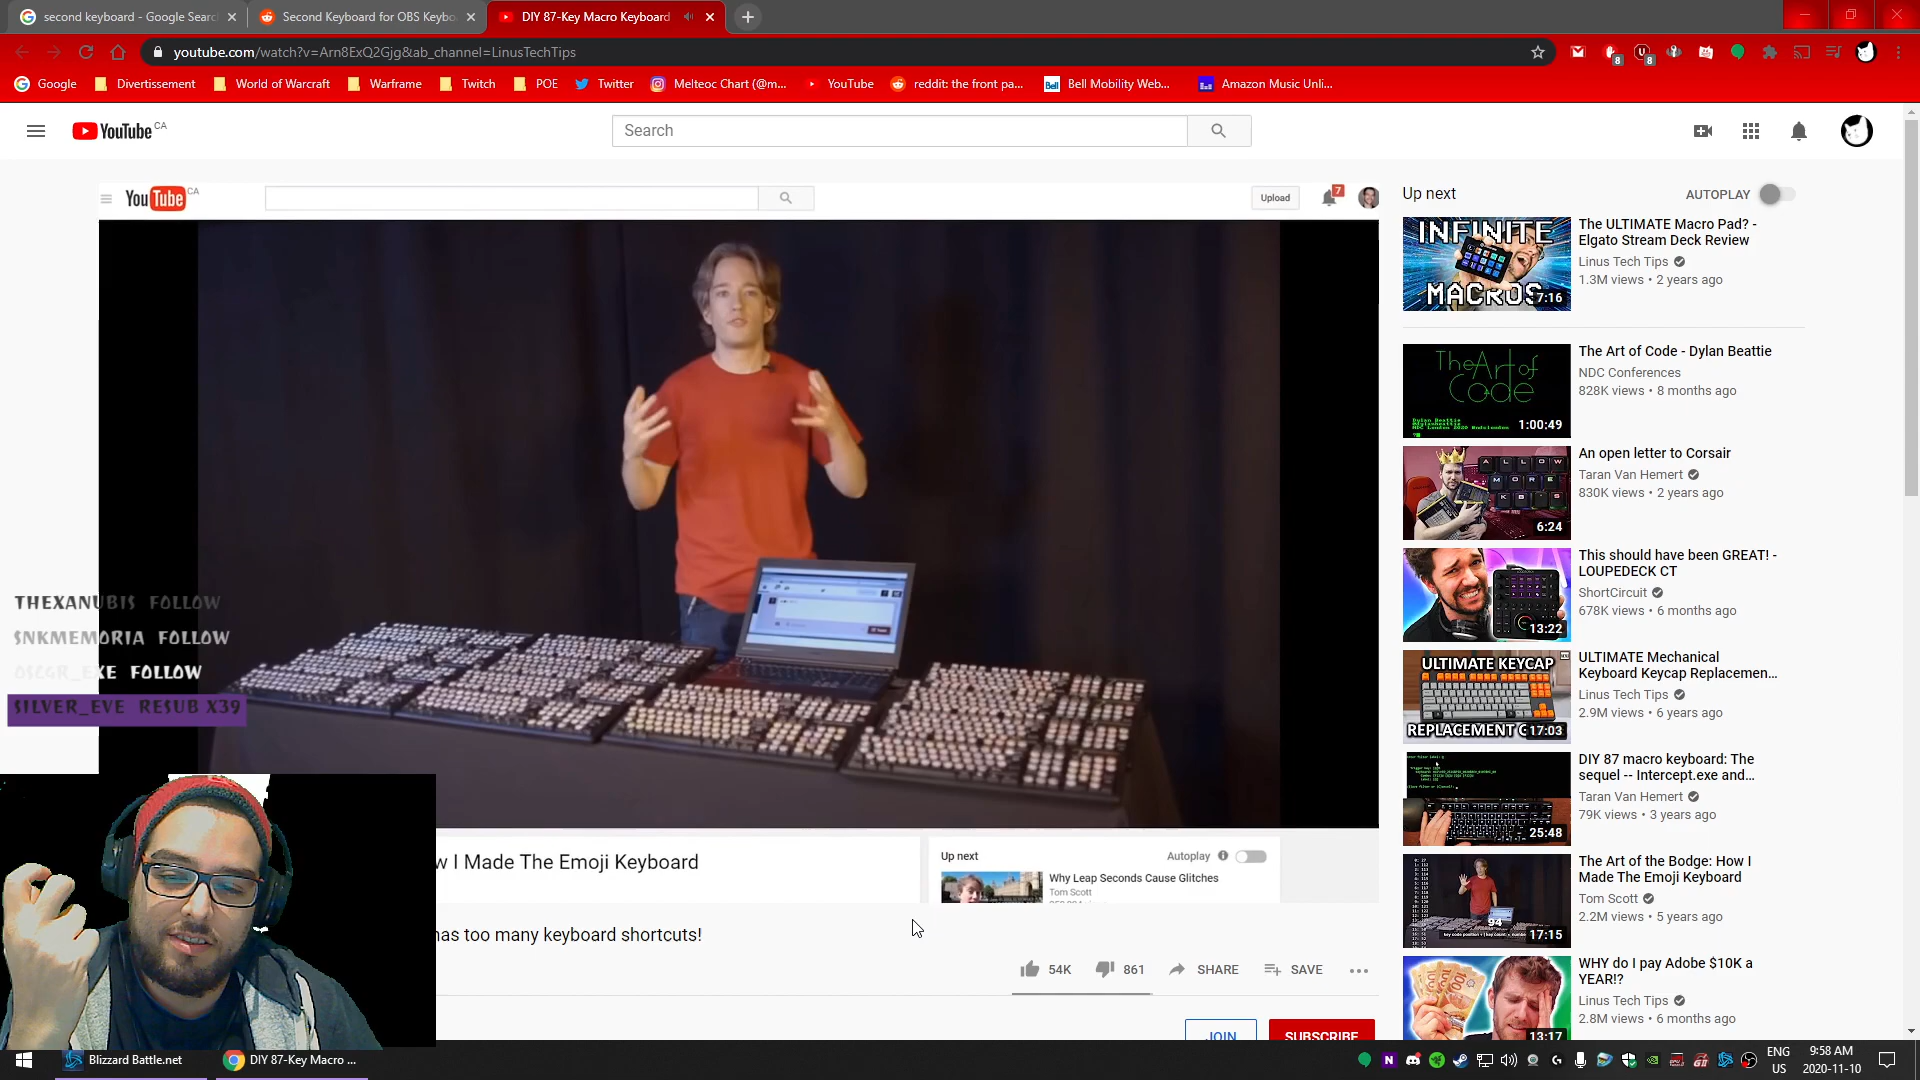 second keyboard - Google Searc
Second Keyboard for OBS Keybo
DIY 87-Key Macro Keyboard
youtube.com/watch?v=Arn8ExQ2Gjg&ab_channel=LinusTechTips
8
8
Google
Divertissement
World of Warcraft
Warframe
Twitch
POE
Twitter
Melteoc Chart (@m...
YouTube
reddit: the front pa...
Bell Mobility Web...
Amazon Music Unli...
YouTube CA
Search
YouTube CA
Upload
7
Up next
AUTOPLAY
INFINITE
MACROS
7:16
The ULTIMATE Macro Pad? -
Elgato Stream Deck Review
Linus Tech Tips
1.3M views • 2 years ago
The Art of
Code
1:00:49
The Art of Code - Dylan Beattie
NDC Conferences
828K views • 8 months ago
ALLOW
MORE
KBS
6:24
An open letter to Corsair
Taran Van Hemert
830K views • 2 years ago
13:22
This should have been GREAT! -
LOUPEDECK CT
ShortCircuit
678K views • 6 months ago
ULTIMATE KEYCAP
REPLACEMENT G
17:03
ULTIMATE Mechanical
Keyboard Keycap Replacemen...
Linus Tech Tips
2.9M views • 6 years ago
25:48
DIY 87 macro keyboard: The
sequel -- Intercept.exe and...
Taran Van Hemert
79K views • 3 years ago
94
17:15
The Art of the Bodge: How I
Made The Emoji Keyboard
Tom Scott
2.2M views • 5 years ago
13:17
WHY do I pay Adobe $10K a
YEAR!?
Linus Tech Tips
2.8M views • 6 months ago
THEXANUBIS FOLLOW
SNKMEMORIA FOLLOW
OSCGR_EXE FOLLOW
SILVER_EVE RESUB X39
w I Made The Emoji Keyboard
Up next
Autoplay
Why Leap Seconds Cause Glitches
Tom Scott
has too many keyboard shortcuts!
54K
861
SHARE
SAVE
JOIN
SUBSCRIBE
Blizzard Battle.net
DIY 87-Key Macro ...
ENG
US
9:58 AM
2020-11-10